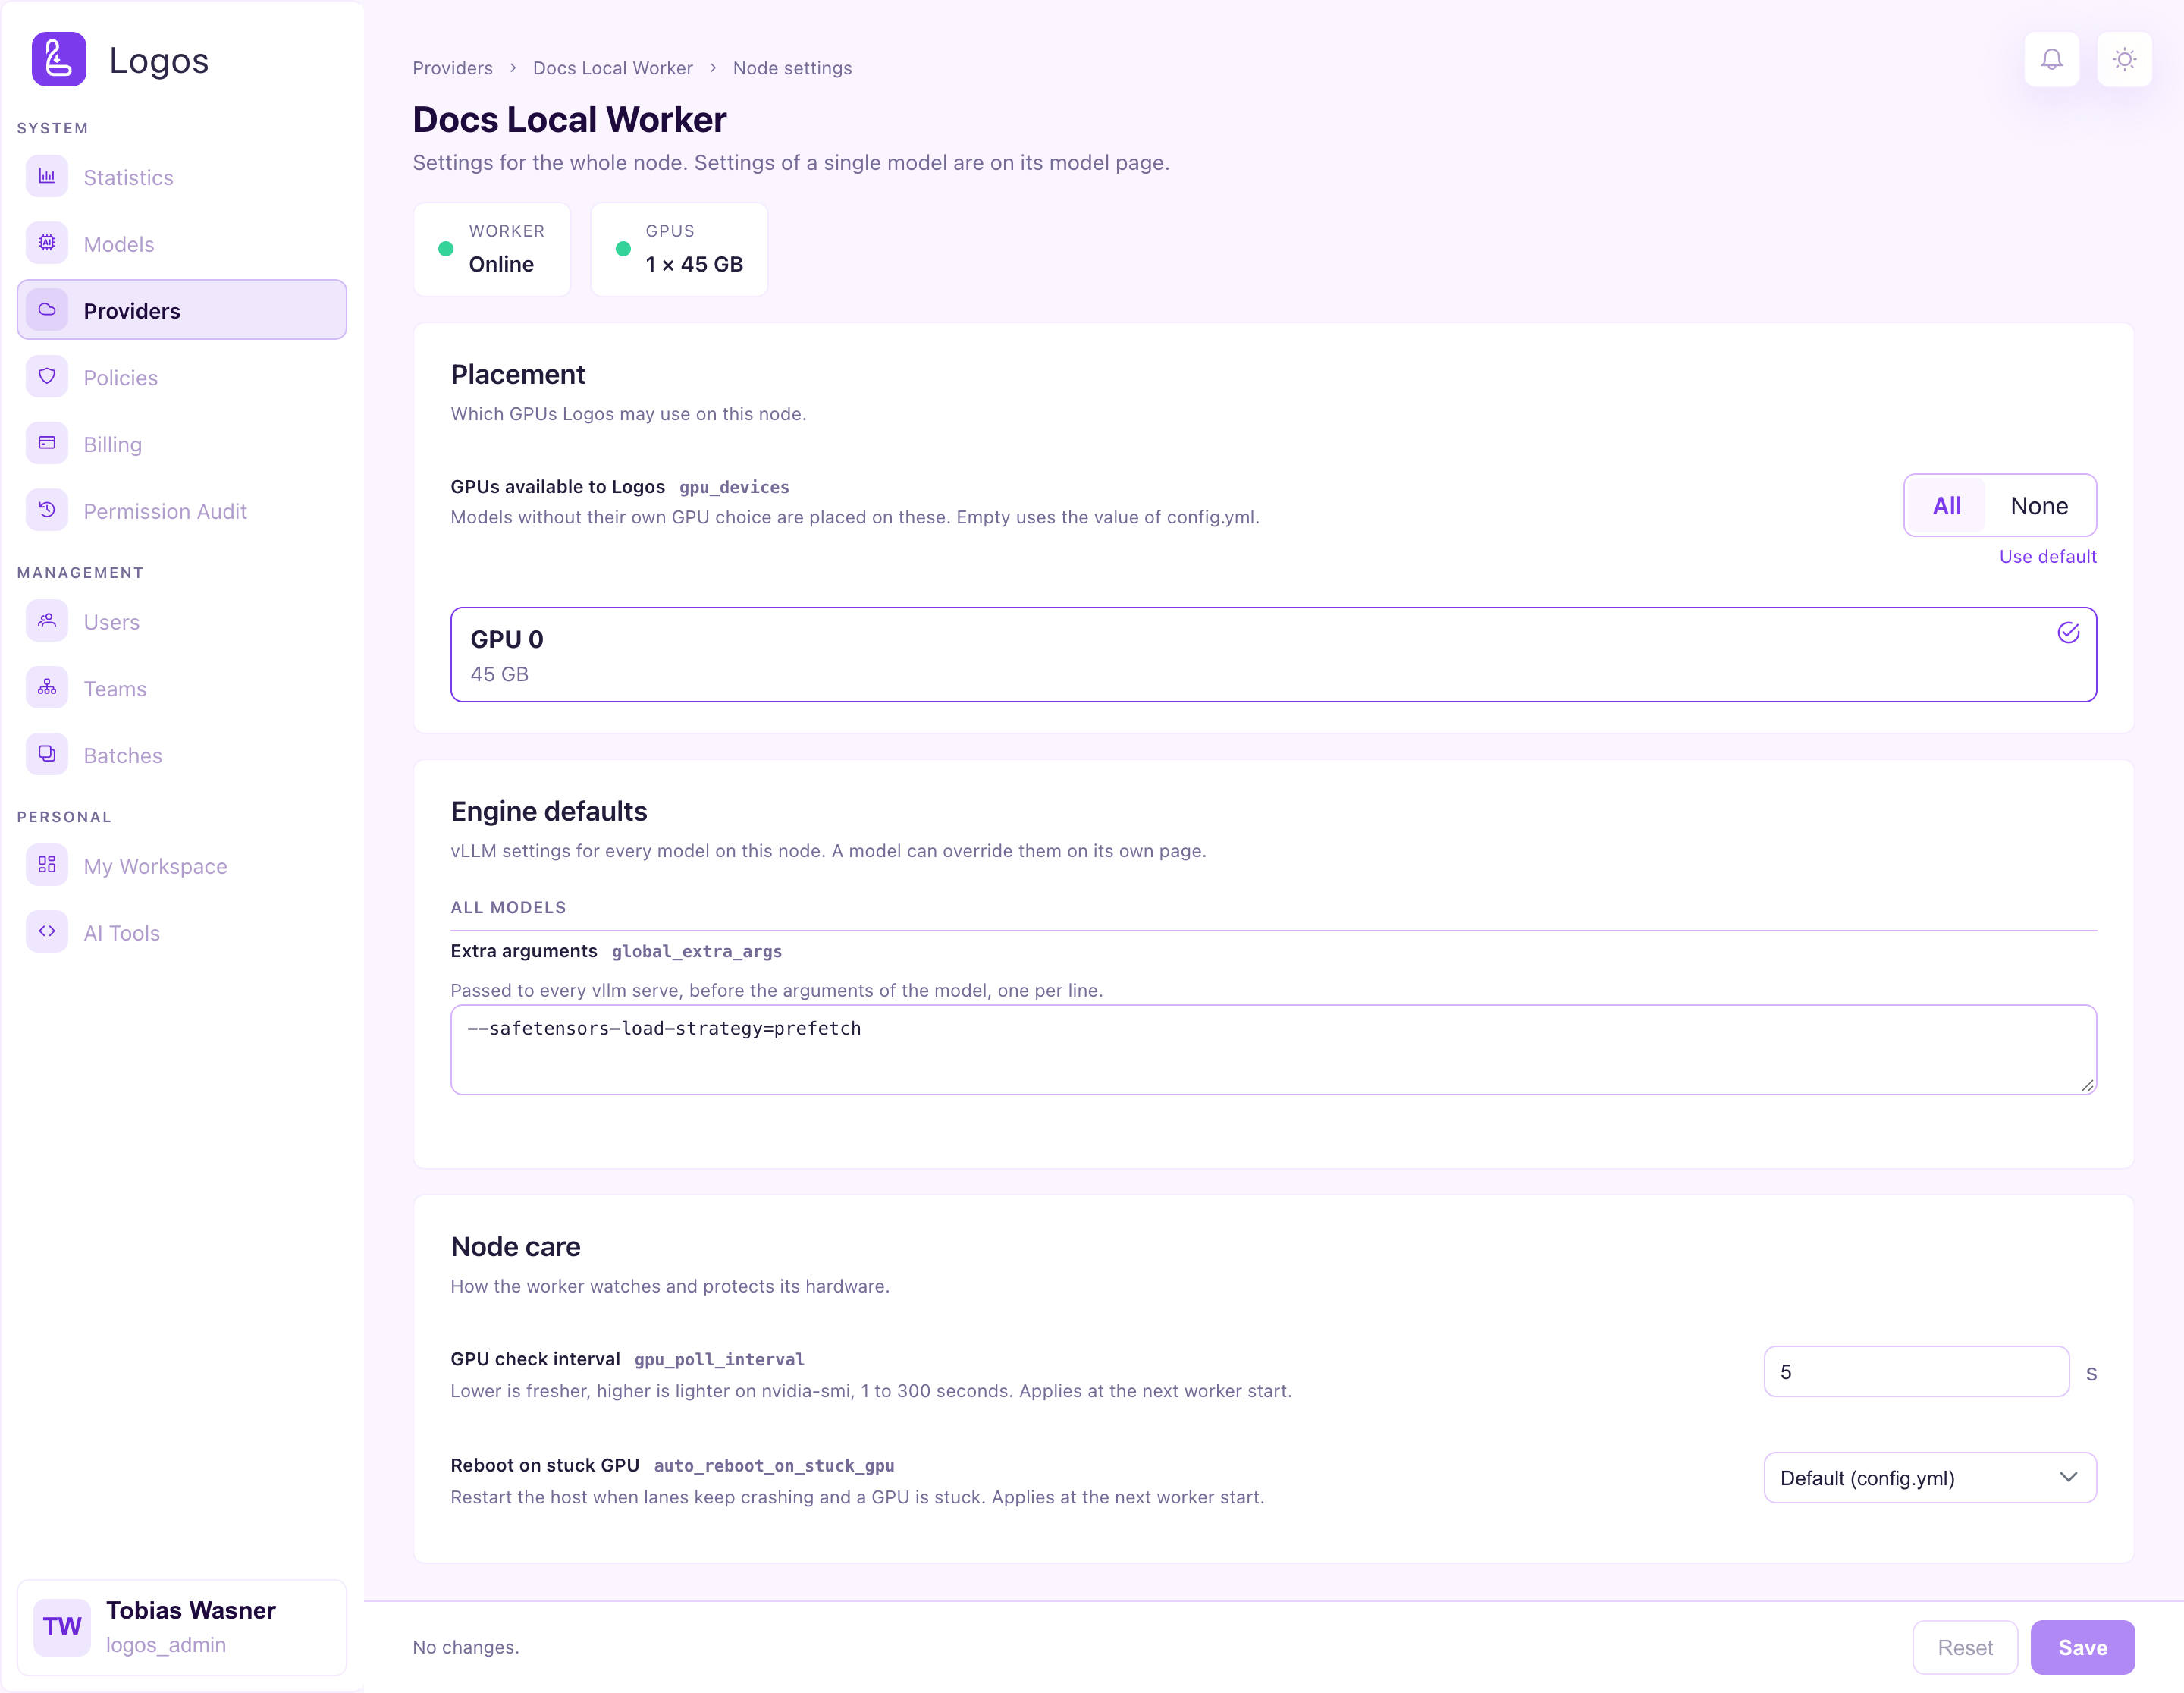 Logos
SYSTEM
Statistics
Models
Providers
Policies
Billing
Permission Audit
MANAGEMENT
Users
Teams
Batches
PERSONAL
My Workspace
AI Tools
TW
Tobias Wasner
logos_admin
Providers > Docs Local Worker > Node settings
Docs Local Worker
Settings for the whole node. Settings of a single model are on its model page.
WORKER
Online
GPUS
1 × 45 GB
Placement
Which GPUs Logos may use on this node.
GPUs available to Logos gpu_devices
Models without their own GPU choice are placed on these. Empty uses the value of config.yml.
All None
Use default
GPU 0
45 GB
Engine defaults
vLLM settings for every model on this node. A model can override them on its own page.
ALL MODELS
Extra arguments global_extra_args
Passed to every vllm serve, before the arguments of the model, one per line.
--safetensors-load-strategy=prefetch
Node care
How the worker watches and protects its hardware.
GPU check interval gpu_poll_interval
Lower is fresher, higher is lighter on nvidia-smi, 1 to 300 seconds. Applies at the next worker start.
5 s
Reboot on stuck GPU auto_reboot_on_stuck_gpu
Restart the host when lanes keep crashing and a GPU is stuck. Applies at the next worker start.
Default (config.yml)
No changes.
Reset Save